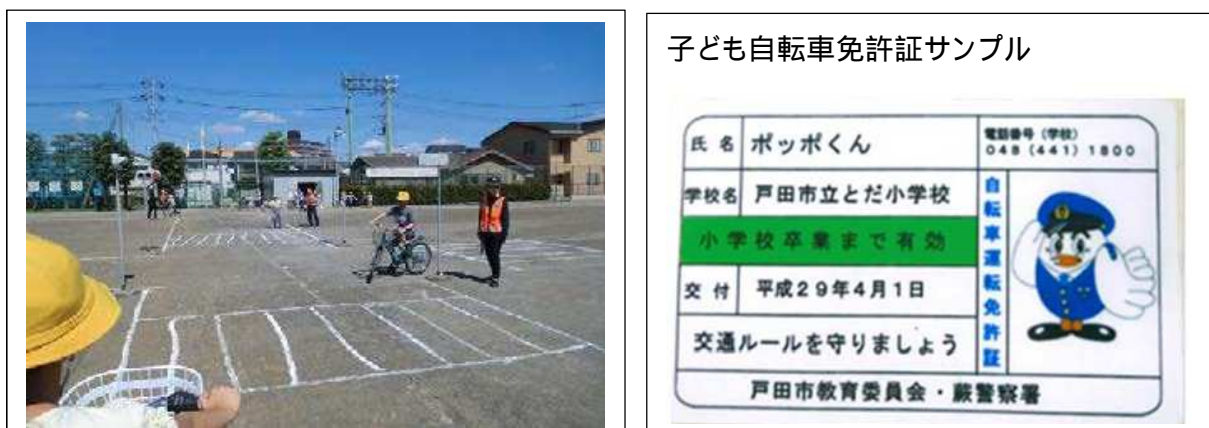 子ども自転車免許証サンプル
氏名 ポッポくん
電話番号(学校)
048(441)1800
学校名 戸田市立とだ小学校
小学校卒業まで有効
交付 平成29年4月1日
交通ルールを守りましょう
自転車運転免許証
戸田市教育委員会・蕨警察署